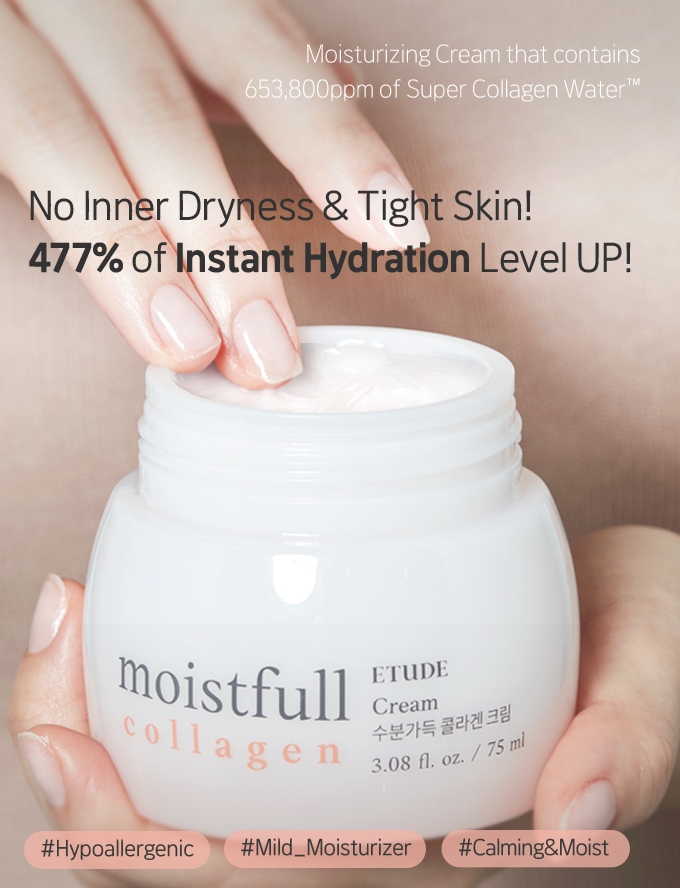 Moisturizing Cream that contains
653,800ppm of Super Collagen Water™
No Inner Dryness & Tight Skin!
477% of Instant Hydration Level UP!
moistfull
collagen
ETUDE
Cream
수분가득 콜라겐 크림
3.08 fl. oz. / 75 ml
#Hypoallergenic
#Mild_Moisturizer
#Calming&Moist